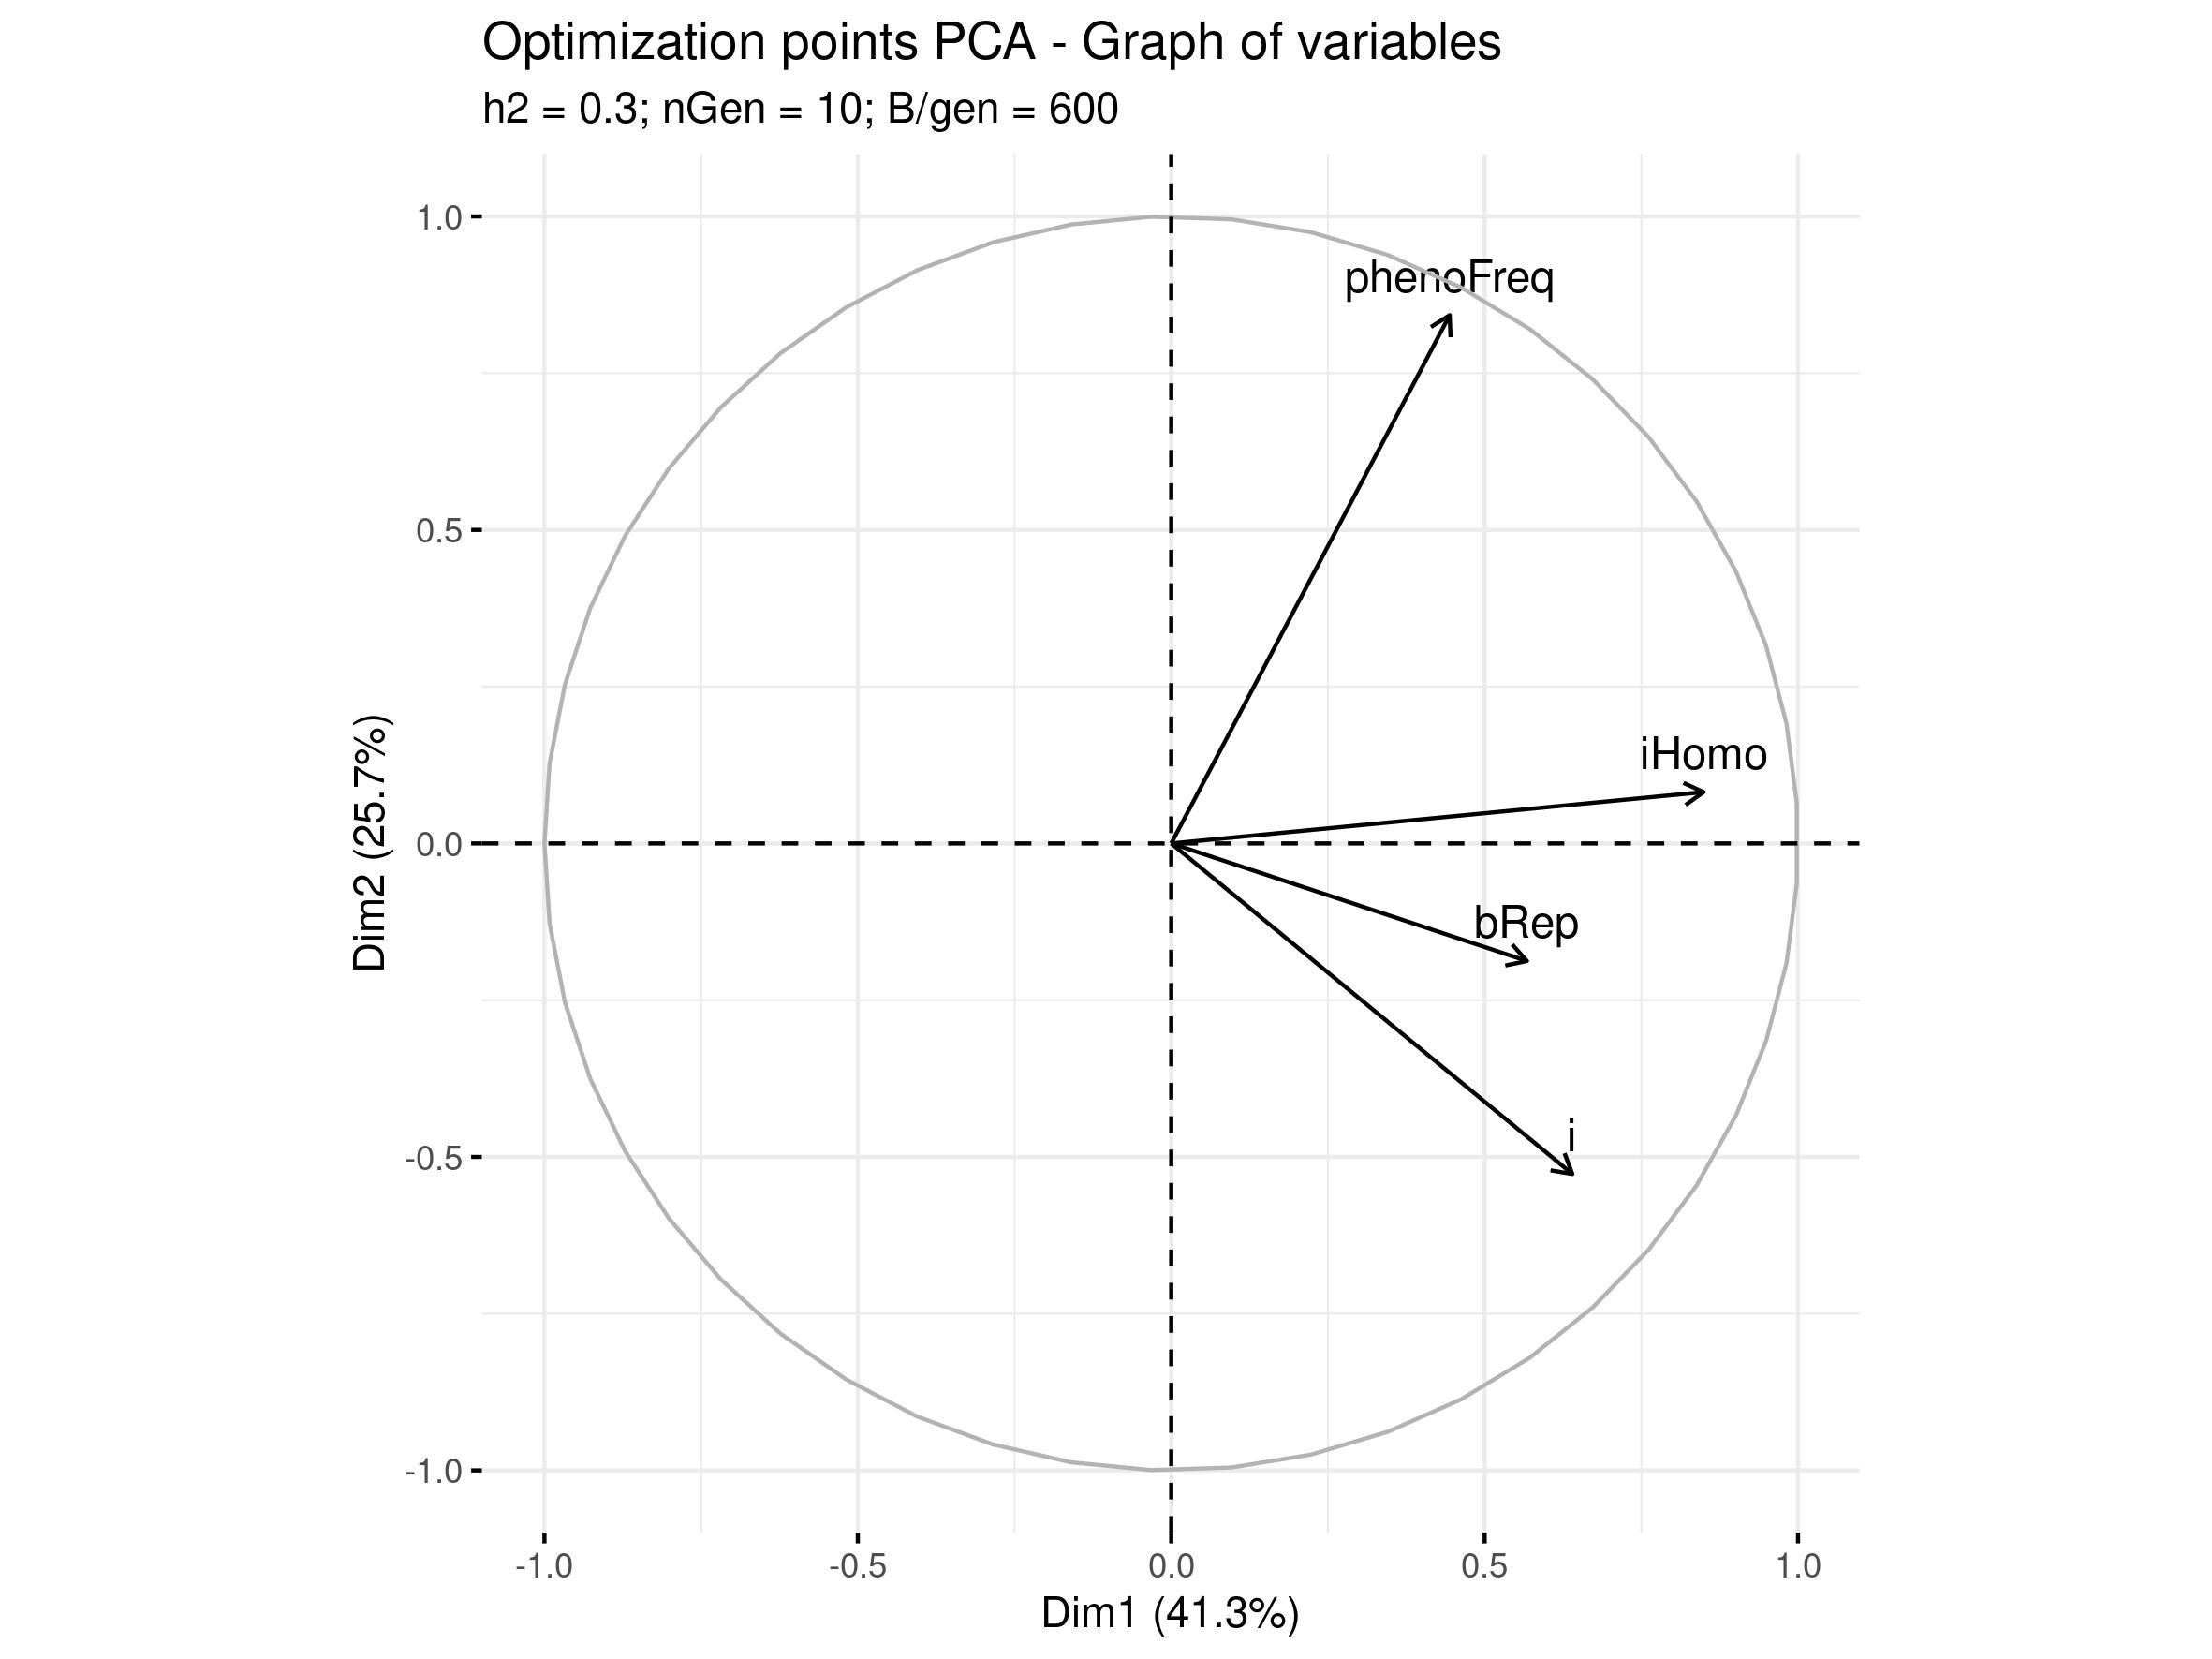 Optimization points PCA - Graph of variables
h2 = 0.3; nGen = 10; B/gen = 600
1.0
phenoFreq
0.5
iHomo
0.0
bRep
i
-0.5
-1.0
Dim2 (25.7%)
-1.0 -0.5 0.0 0.5 1.0
Dim1 (41.3%)